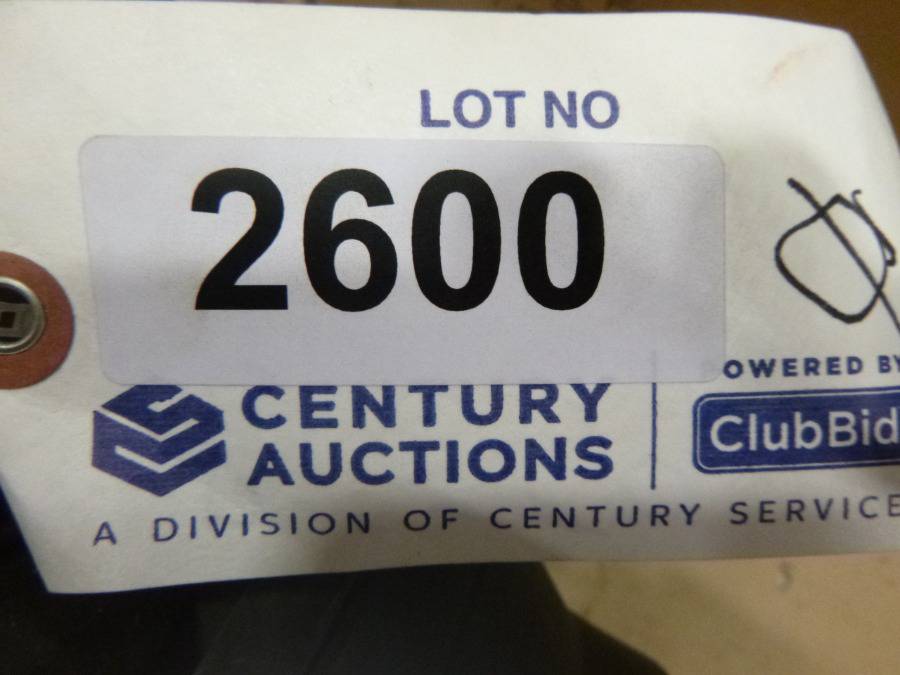 LOT NO
2600
CENTURY
AUCTIONS
OWERED BY
ClubBid
A DIVISION OF CENTURY SERVICE